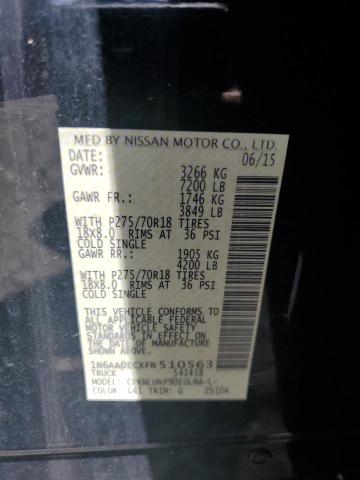 MFD BY NISSAN MOTOR CO., LTD.
DATE: 06/15
GVWR: 3266 KG
7200 LB
GAWR FR.: 1746 KG
3849 LB
WITH P275/70R18 TIRES
18X8.0 RIMS AT 36 PSI
COLD SINGLE
GAWR RR.: 1905 KG
4200 LB
WITH P275/70R18 TIRES
18X8.0 RIMS AT 36 PSI
COLD SINGLE
THIS VEHICLE CONFORMS TO ALL
APPLICABLE FEDERAL MOTOR
VEHICLE SAFETY STANDARDS
IN EFFECT ON THE DATE
OF MANUFACTURE SHOWN ABOVE
1N6AA0ECXFN510563
TRUCK 541458
MODEL:
COLOR: G41 TRIM: G